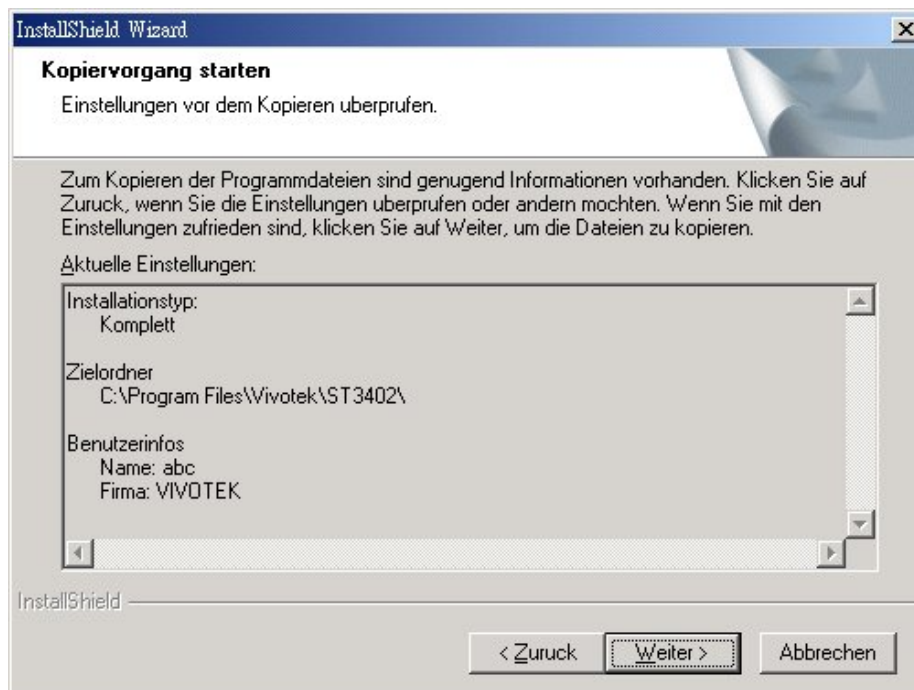 InstallShield Wizard
Kopiervorgang starten
Einstellungen vor dem Kopieren uberprufen.
Zum Kopieren der Programmdateien sind genugend Informationen vorhanden. Klicken Sie auf
Zuruck, wenn Sie die Einstellungen uberprufen oder andern mochten. Wenn Sie mit den
Einstellungen zufrieden sind, klicken Sie auf Weiter, um die Dateien zu kopieren.
Aktuelle Einstellungen:
Installationstyp:
Komplett
Zielordner
C:\Program Files\Vivotek\ST3402\
Benutzerinfos
Name: abc
Firma: VIVOTEK
InstallShield
< Zuruck
Weiter >
Abbrechen